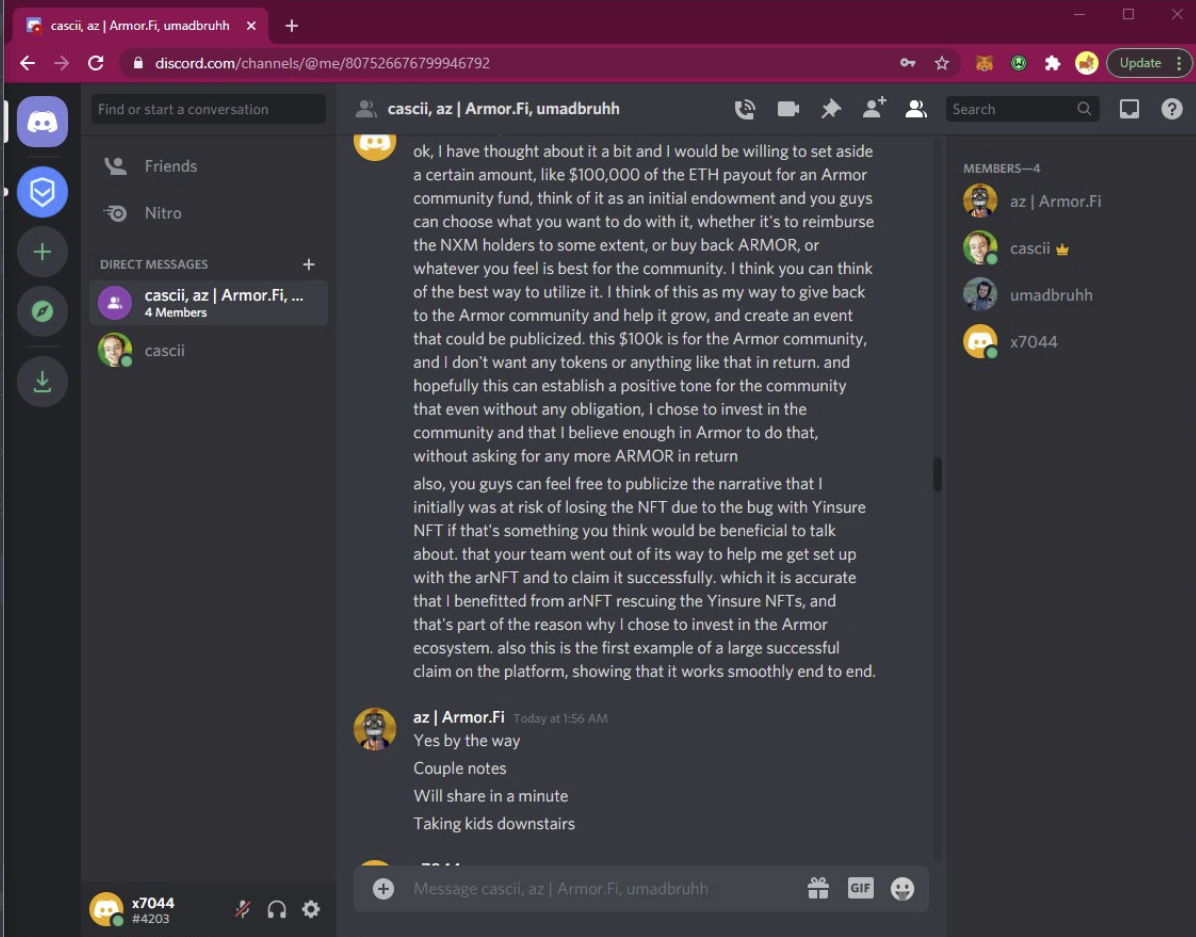 cascii, az | Armor.Fi, umadbruhh
discord.com/channels/@me/807526676799946792
Update
Find or start a conversation
cascii, az | Armor.Fi, umadbruhh
Search
Friends
Nitro
DIRECT MESSAGES
cascii, az | Armor.Fi, ...
4 Members
cascii
ok, I have thought about it a bit and I would be willing to set aside
a certain amount, like $100,000 of the ETH payout for an Armor
community fund, think of it as an initial endowment and you guys
can choose what you want to do with it, whether it's to reimburse
the NXM holders to some extent, or buy back ARMOR, or
whatever you feel is best for the community. I think you can think
of the best way to utilize it. I think of this as my way to give back
to the Armor community and help it grow, and create an event
that could be publicized. this $100k is for the Armor community,
and I don't want any tokens or anything like that in return. and
hopefully this can establish a positive tone for the community
that even without any obligation, I chose to invest in the
community and that I believe enough in Armor to do that,
without asking for any more ARMOR in return
also, you guys can feel free to publicize the narrative that I
initially was at risk of losing the NFT due to the bug with Yinsure
NFT if that's something you think would be beneficial to talk
about. that your team went out of its way to help me get set up
with the arNFT and to claim it successfully. which it is accurate
that I benefitted from arNFT rescuing the Yinsure NFTs, and
that's part of the reason why I chose to invest in the Armor
ecosystem. also this is the first example of a large successful
claim on the platform, showing that it works smoothly end to end.
az | Armor.Fi Today at 1:56 AM
Yes by the way
Couple notes
Will share in a minute
Taking kids downstairs
Message cascii, az | Armor.Fi, umadbruhh
GIF
MEMBERS—4
az | Armor.Fi
cascii
umadbruhh
x7044
x7044
#4203